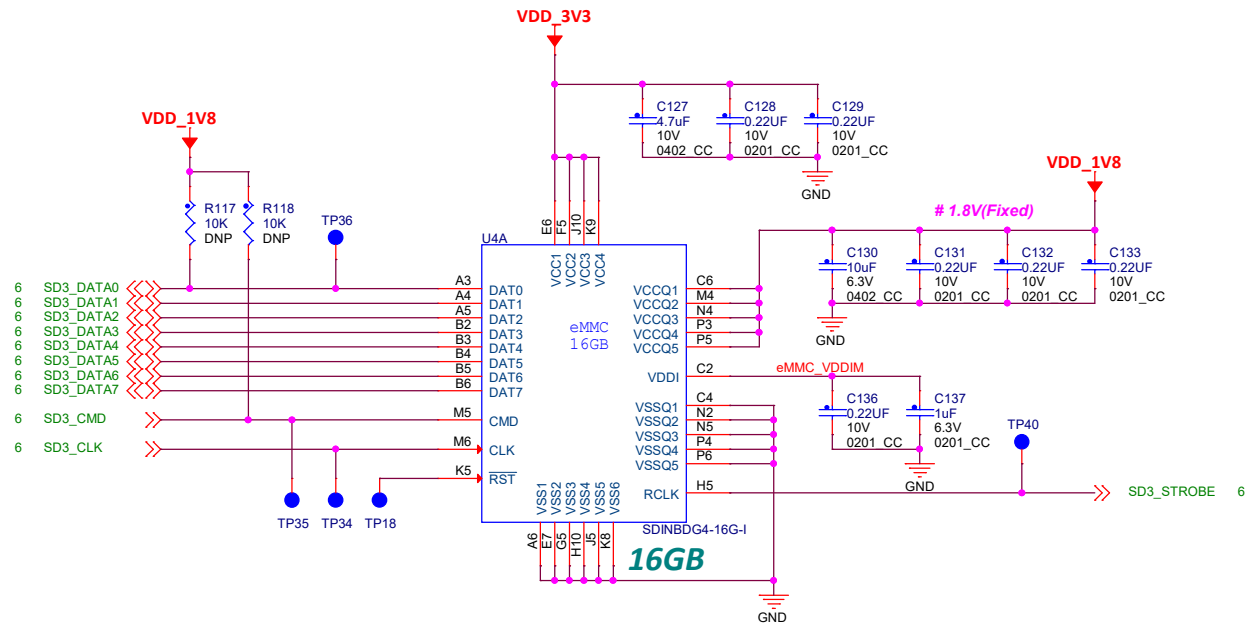 VDD_3V3
C127
4.7uF
10V
0402_CC
C128
0.22UF
10V
0201_CC
C129
0.22UF
10V
0201_CC
GND
VDD_1V8
R117
10K
DNP
R118
10K
DNP
TP36
VDD_1V8
# 1.8V(Fixed)
C130
10uF
6.3V
0402_CC
C131
0.22UF
10V
0201_CC
C132
0.22UF
10V
0201_CC
C133
0.22UF
10V
0201_CC
GND
U4A
E6
F5
J10
K9
VCC1
VCC2
VCC3
VCC4
eMMC
16GB
6 SD3_DATA0 A3 DAT0
6 SD3_DATA1 A4 DAT1
6 SD3_DATA2 A5 DAT2
6 SD3_DATA3 B2 DAT3
6 SD3_DATA4 B3 DAT4
6 SD3_DATA5 B4 DAT5
6 SD3_DATA6 B5 DAT6
6 SD3_DATA7 B6 DAT7
6 SD3_CMD M5 CMD
6 SD3_CLK M6 CLK
K5 RST
VCCQ1 C6
VCCQ2 M4
VCCQ3 N4
VCCQ4 P3
VCCQ5 P5
VDDI C2 eMMC_VDDIM
VSSQ1 C4
VSSQ2 N2
VSSQ3 N5
VSSQ4 P4
VSSQ5 P6
RCLK H5 SD3_STROBE 6
C136
0.22UF
10V
0201_CC
C137
1uF
6.3V
0201_CC
GND
TP40
TP35
TP34
TP18
VSS1
VSS2
VSS3
VSS4
VSS5
VSS6
A6
E7
G5
H10
J5
K8
SDINBDG4-16G-I
16GB
GND